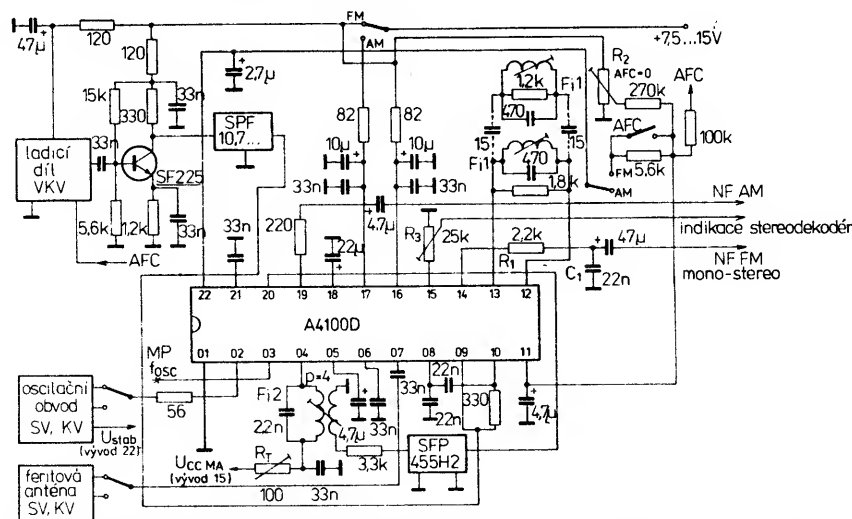 FM
AM
+7,5...15V
47µ
120
120
2,7µ
R2
AFC=0
AFC
270k
1,2k
Fi1
470
15k
330
33n
SPF
10,7...
82
82
15
15
AFC
100k
ladicí
díl
VKV
33n
SF225
10µ
10µ
Fi1
470
FM
5,6k
33n
33n
1,8k
AM
5,6k
1,2k
33n
33n
220
22µ
4,7µ
R3
25k
2,2k
R1
47µ
C1
22n
NF AM
indikace stereodekodér
NF FM
mono-stereo
AFC
22 21 20 19 18 17 16 15 14 13 12
A4100D
01 02 03 04 05 06 07 08 09 10 11
MP
fosc
p=4
33n
22n
22n
330
4,7µ
oscilační
obvod
SV, KV
56
Ustab
(vývod 22)
Fi2
2,2n
4,7µ
33n
3,3k
SFP
455H2
UCC MA
(vývod 15)
RT
100
33n
feritová
anténa
SV, KV